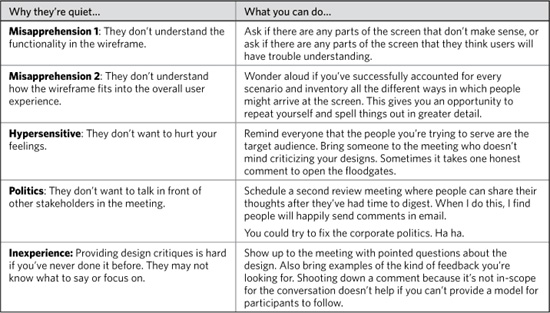 Why they're quiet...
What you can do...
Misapprehension 1: They don't understand the
functionality in the wireframe.
Ask if there are any parts of the screen that don't make sense, or
ask if there are any parts of the screen that they think users will
have trouble understanding.
Misapprehension 2: They don't understand
how the wireframe fits into the overall user
experience.
Wonder aloud if you've successfully accounted for every
scenario and inventory all the different ways in which people
might arrive at the screen. This gives you an opportunity to
repeat yourself and spell things out in greater detail.
Hypersensitive: They don't want to hurt your
feelings.
Remind everyone that the people you're trying to serve are the
target audience. Bring someone to the meeting who doesn't
mind criticizing your designs. Sometimes it takes one honest
comment to open the floodgates.
Politics: They don't want to talk in front of
other stakeholders in the meeting.
Schedule a second review meeting where people can share their
thoughts after they've had time to digest. When I do this, I find
people will happily send comments in email.
You could try to fix the corporate politics. Ha ha.
Inexperience: Providing design critiques is hard
if you've never done it before. They may not
know what to say or focus on.
Show up to the meeting with pointed questions about the
design. Also bring examples of the kind of feedback you're
looking for. Shooting down a comment because it's not in-scope
for the conversation doesn't help if you can't provide a model for
participants to follow.